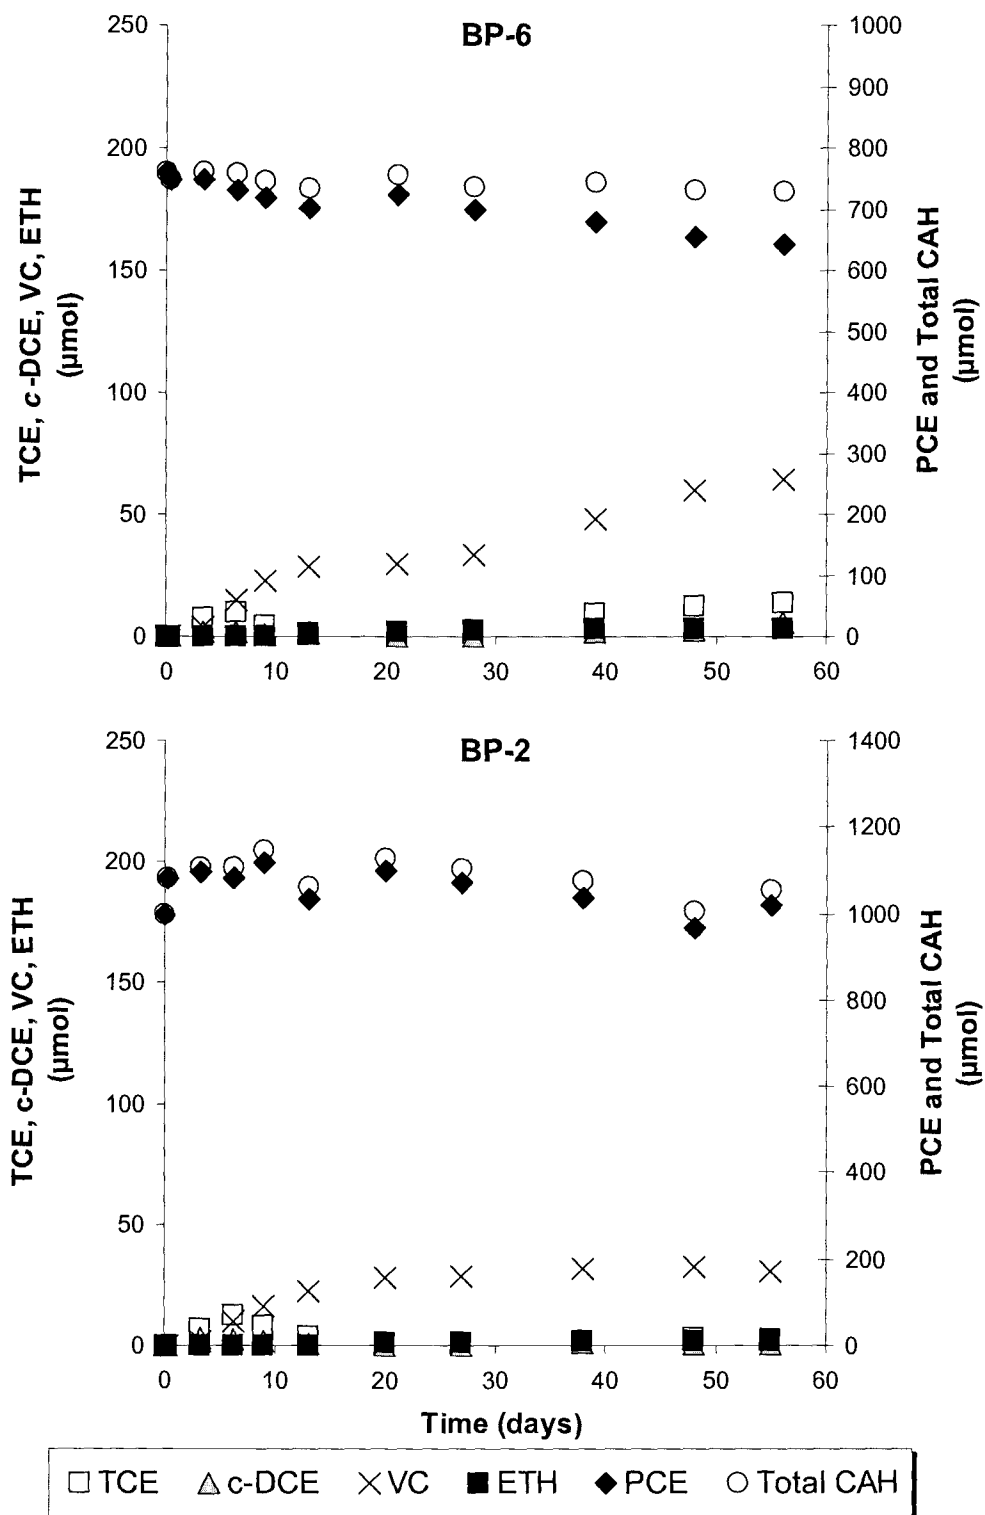 BP-6
TCE, c-DCE, VC, ETH
(µmol)
250
200
150
100
50
0
1000
900
800
700
600
500
400
300
200
100
0
PCE and Total CAH
(µmol)
0 10 20 30 40 50 60
BP-2
TCE, c-DCE, VC, ETH
(µmol)
250
200
150
100
50
0
1400
1200
1000
800
600
400
200
0
PCE and Total CAH
(µmol)
0 10 20 30 40 50 60
Time (days)
TCE c-DCE VC ETH PCE Total CAH